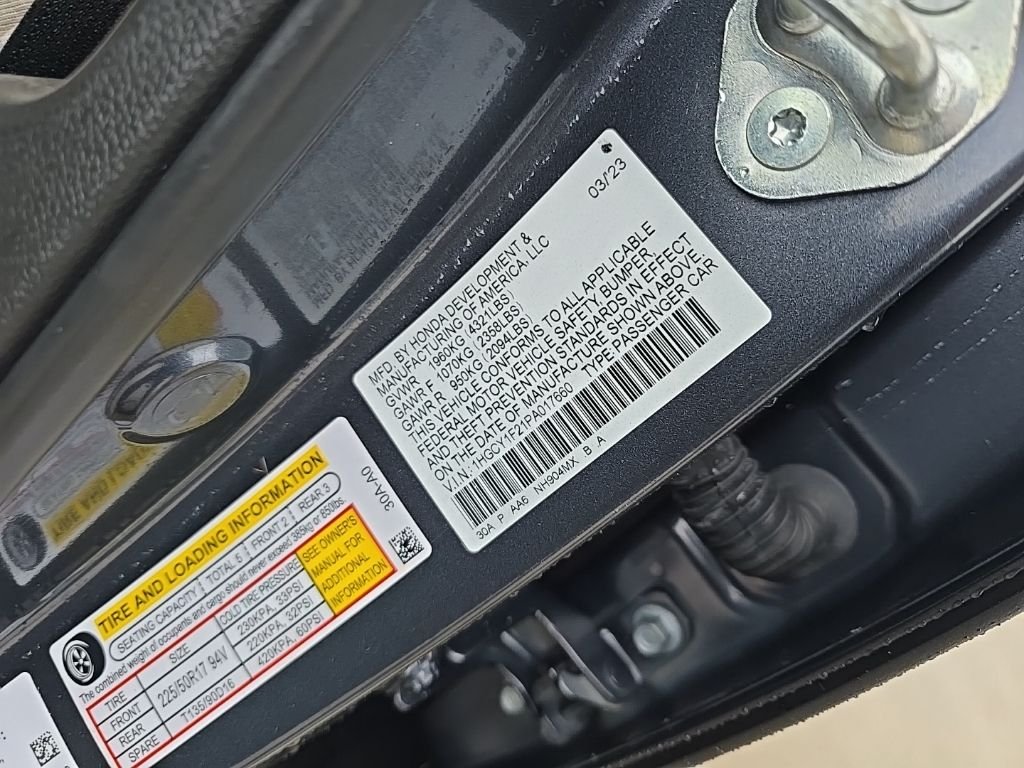 03/'23
MFD. BY HONDA DEVELOPMENT &
MANUFACTURING OF AMERICA, LLC
GVWR 1960KG( 4321LBS)
GAWR F 1070KG( 2358LBS)
GAWR R 950KG( 2094LBS)
THIS VEHICLE CONFORMS TO ALL APPLICABLE
FEDERAL MOTOR VEHICLE SAFETY, BUMPER,
AND THEFT PREVENTION STANDARDS IN EFFECT
ON THE DATE OF MANUFACTURE SHOWN ABOVE.
V.I.N.: 1HGCY1F21PA017660 TYPE:PASSENGER CAR
30A P AA6 NH904MX B A
TIRE AND LOADING INFORMATION
SEATING CAPACITY TOTAL 5 FRONT 2 REAR 3
The combined weight of occupants and cargo should never exceed 385kg or 850lbs.
TIRE SIZE COLD TIRE PRESSURE
FRONT 225/50R17 94V 230KPA, 33PSI
REAR 220KPA, 32PSI
SPARE T135/90D16 420KPA, 60PSI
SEE OWNER'S
MANUAL FOR
ADDITIONAL
INFORMATION
30A-A0